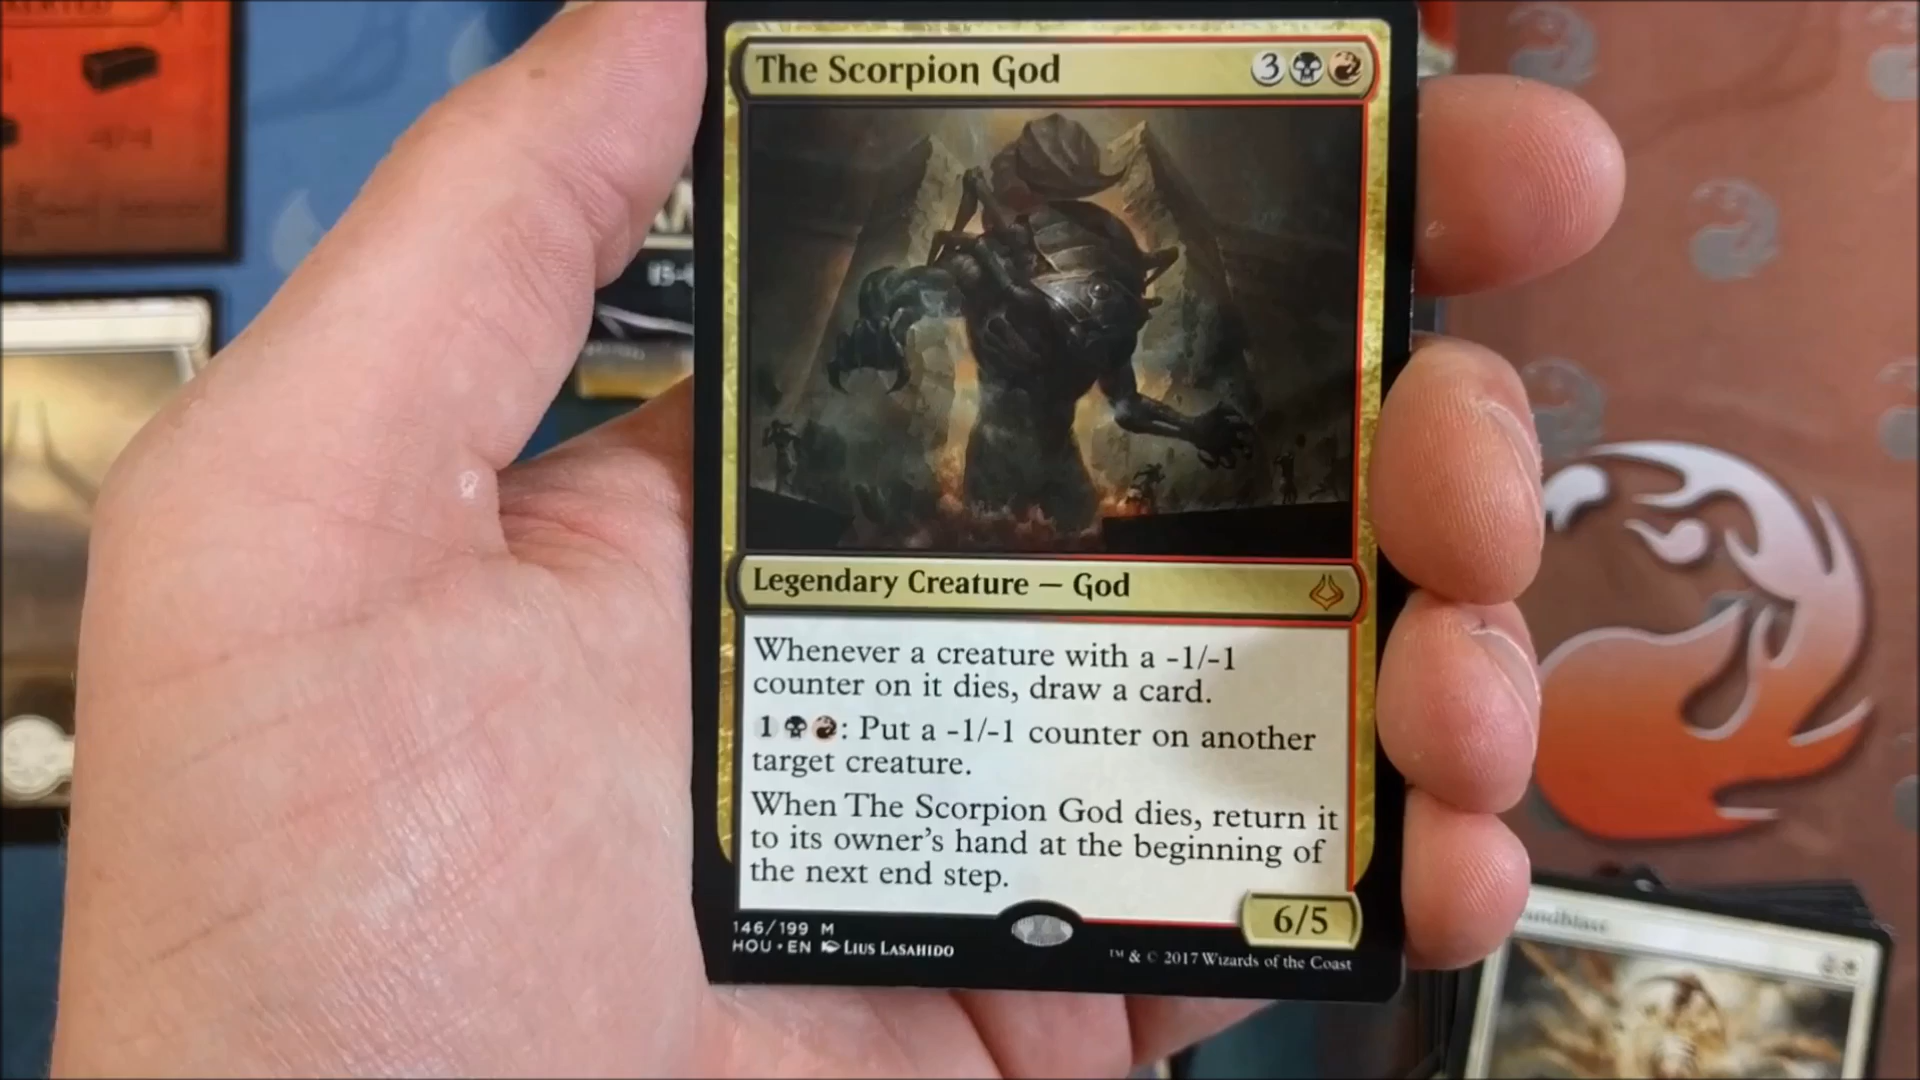 The Scorpion God 3
Legendary Creature — God
Whenever a creature with a -1/-1
counter on it dies, draw a card.
1 : Put a -1/-1 counter on another
target creature.
When The Scorpion God dies, return it
to its owner's hand at the beginning of
the next end step.
6/5
146/199 M
HOU • EN Lius Lasahido
™ & © 2017 Wizards of the Coast